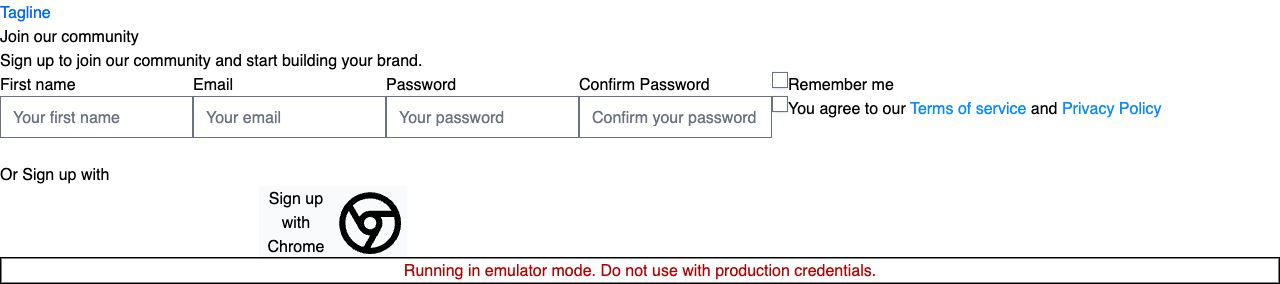 Tagline
Join our community
Sign up to join our community and start building your brand.
First name Email Password Confirm Password Remember me
Your first name Your email Your password Confirm your password You agree to our Terms of service and Privacy Policy
Or Sign up with
Sign up
with
Chrome
Running in emulator mode. Do not use with production credentials.